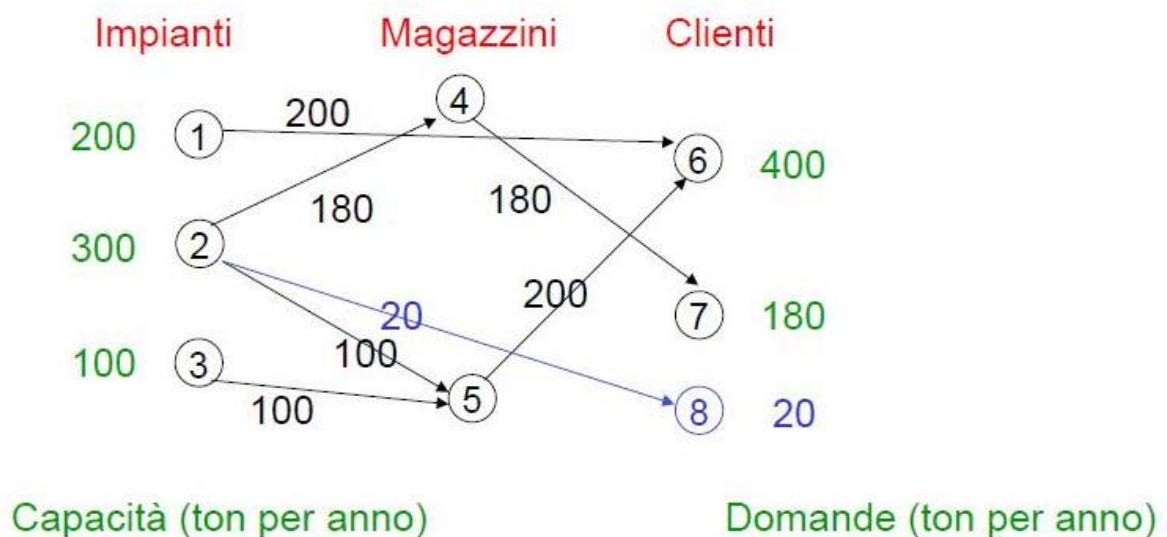 Impianti Magazzini Clienti
4
200 1 200
6 400
180 180
300 2
20 200 7 180
100 3 100
5
100 8 20
Capacità (ton per anno) Domande (ton per anno)